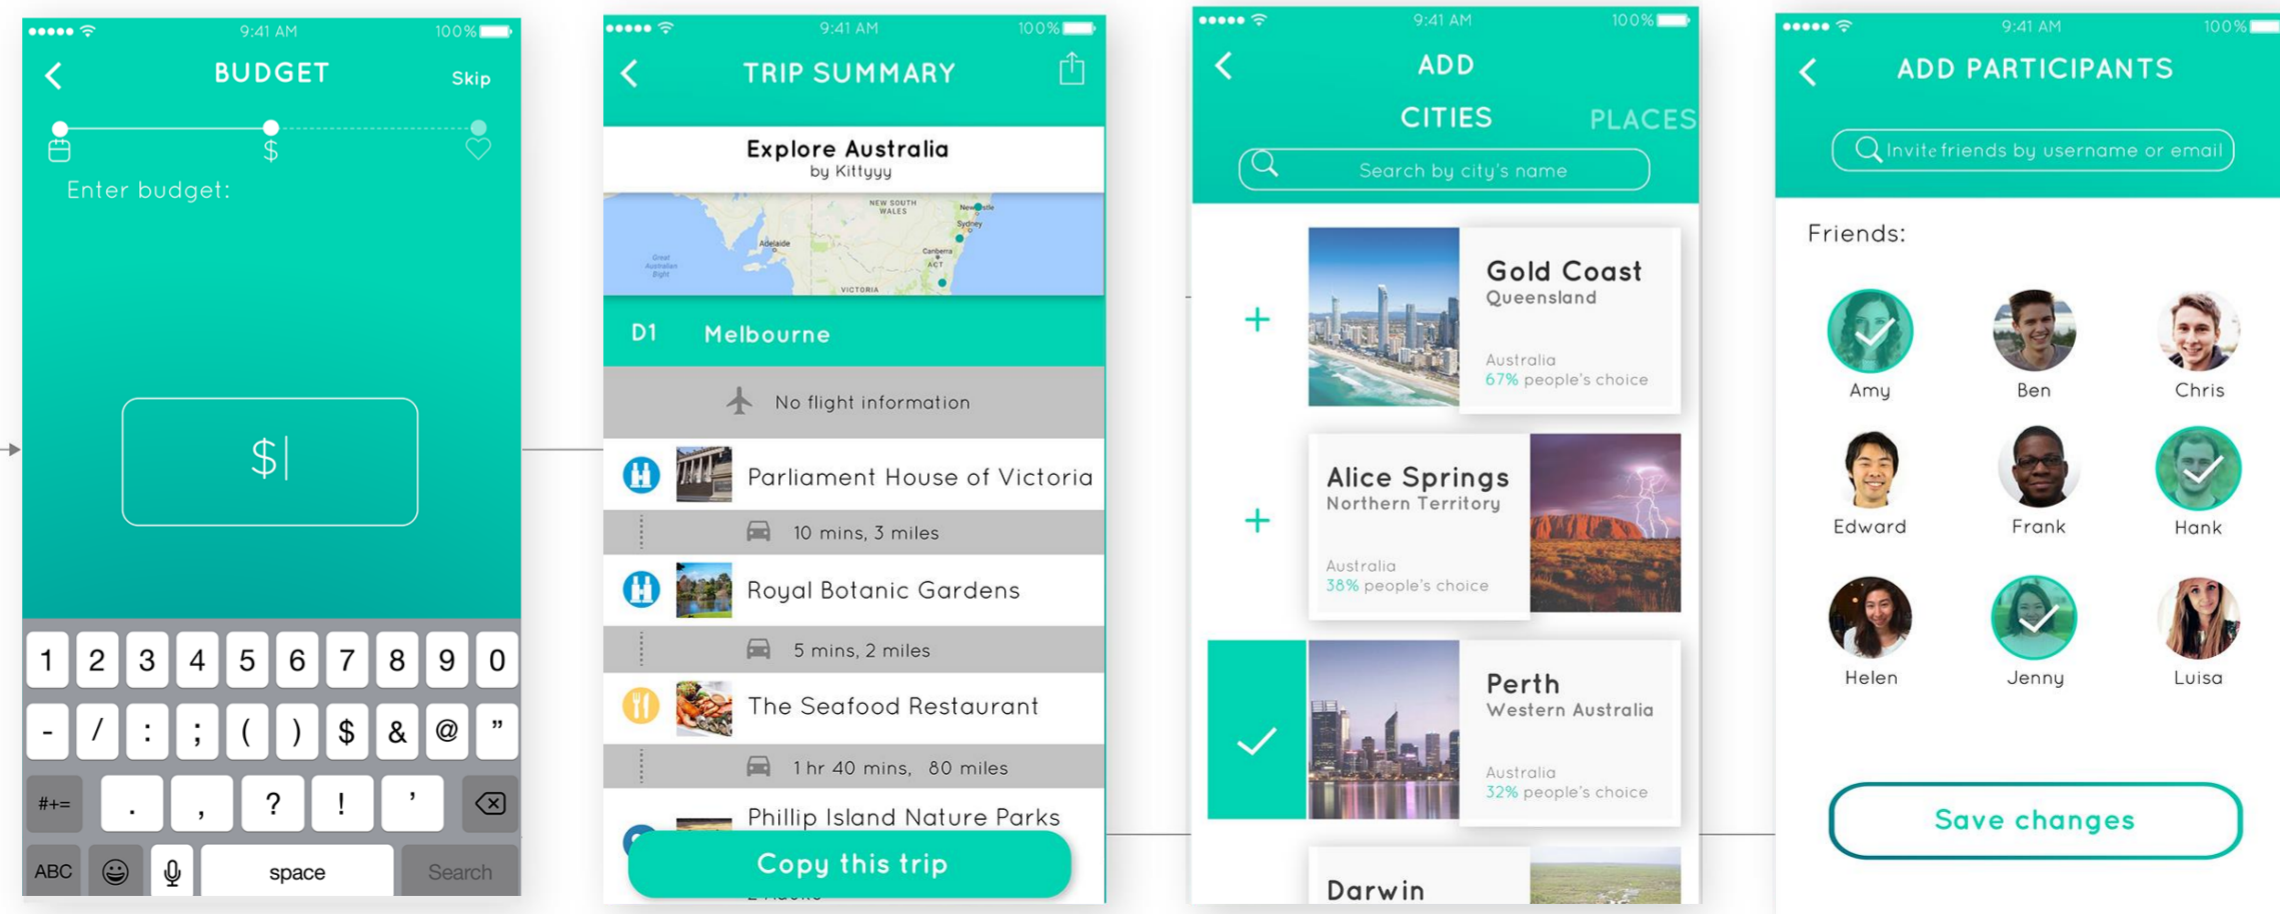 9:41 AM
100%
BUDGET
Skip
$
Enter budget:
$
1 2 3 4 5 6 7 8 9 0
- / : ; ( ) $ & @ ”
#+= . , ? ! ’
ABC space Search
9:41 AM
100%
TRIP SUMMARY
Explore Australia
by Kittyyy
NEW SOUTH
WALES
Newcastle
Sydney
Adelaide
Canberra
ACT
Great
Australian
Bight
VICTORIA
D1 Melbourne
No flight information
Parliament House of Victoria
10 mins, 3 miles
Royal Botanic Gardens
5 mins, 2 miles
The Seafood Restaurant
1 hr 40 mins, 80 miles
Phillip Island Nature Parks
Copy this trip
9:41 AM
100%
ADD
CITIES PLACES
Search by city's name
Gold Coast
Queensland
Australia
67% people's choice
Alice Springs
Northern Territory
Australia
38% people's choice
Perth
Western Australia
Australia
32% people's choice
Darwin
9:41 AM
100%
ADD PARTICIPANTS
Invite friends by username or email
Friends:
Amy Ben Chris
Edward Frank Hank
Helen Jenny Luisa
Save changes